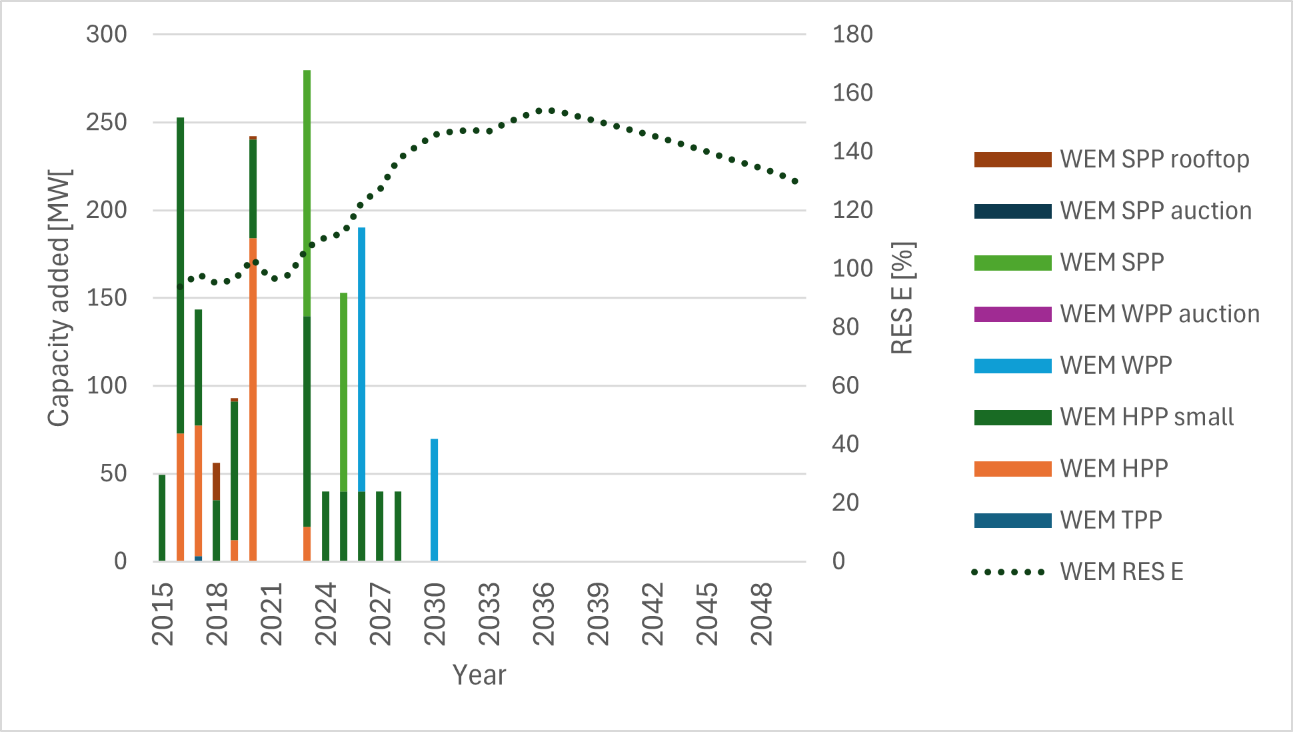 300
250
200
150
100
50
0
Capacity added [MW[
180
160
140
120
100
80
60
40
20
0
RES E [%]
2015
2018
2021
2024
2027
2030
2033
2036
2039
2042
2045
2048
Year
WEM SPP rooftop
WEM SPP auction
WEM SPP
WEM WPP auction
WEM WPP
WEM HPP small
WEM HPP
WEM TPP
WEM RES E